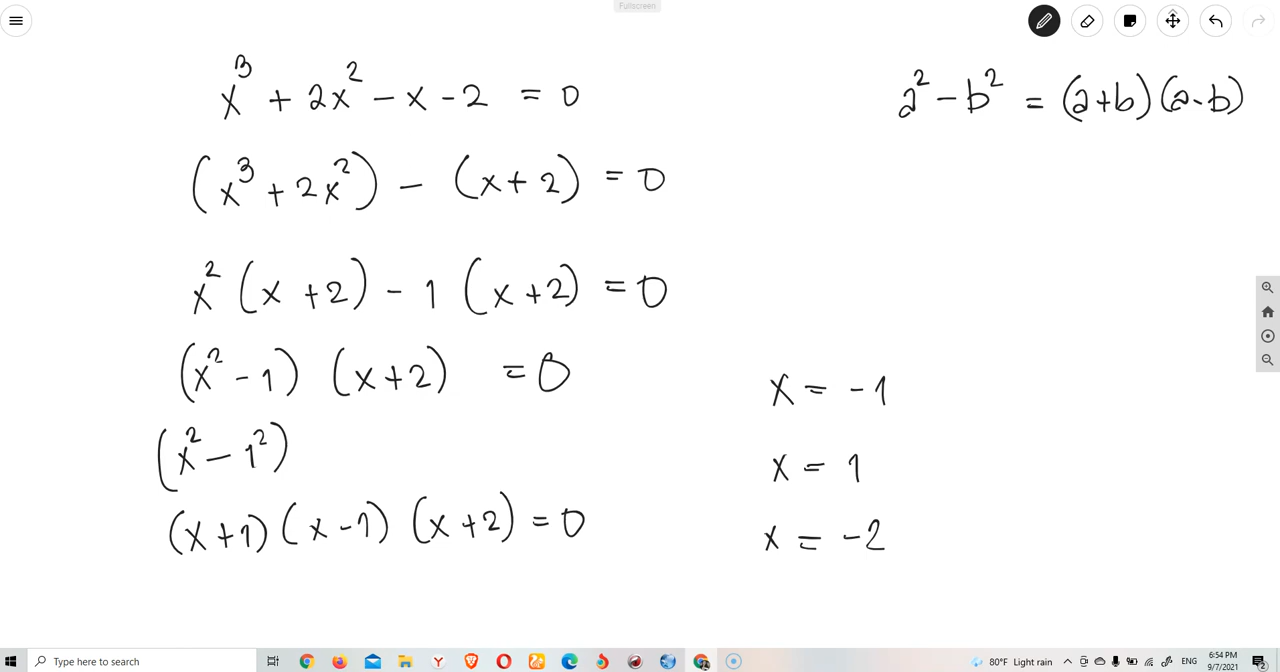 Fullscreen
x³ + 2x² - x - 2 = 0
a² - b² = (a+b)(a-b)
(x³ + 2x²) - (x+2) = 0
x² (x+2) - 1 (x+2) = 0
(x² - 1) (x+2) = 0
(x² - 1²)
(x+1)(x-1)(x+2) = 0
x = -1
x = 1
x = -2
Type here to search
80°F Light rain
ENG
6:54 PM
9/7/2021
2